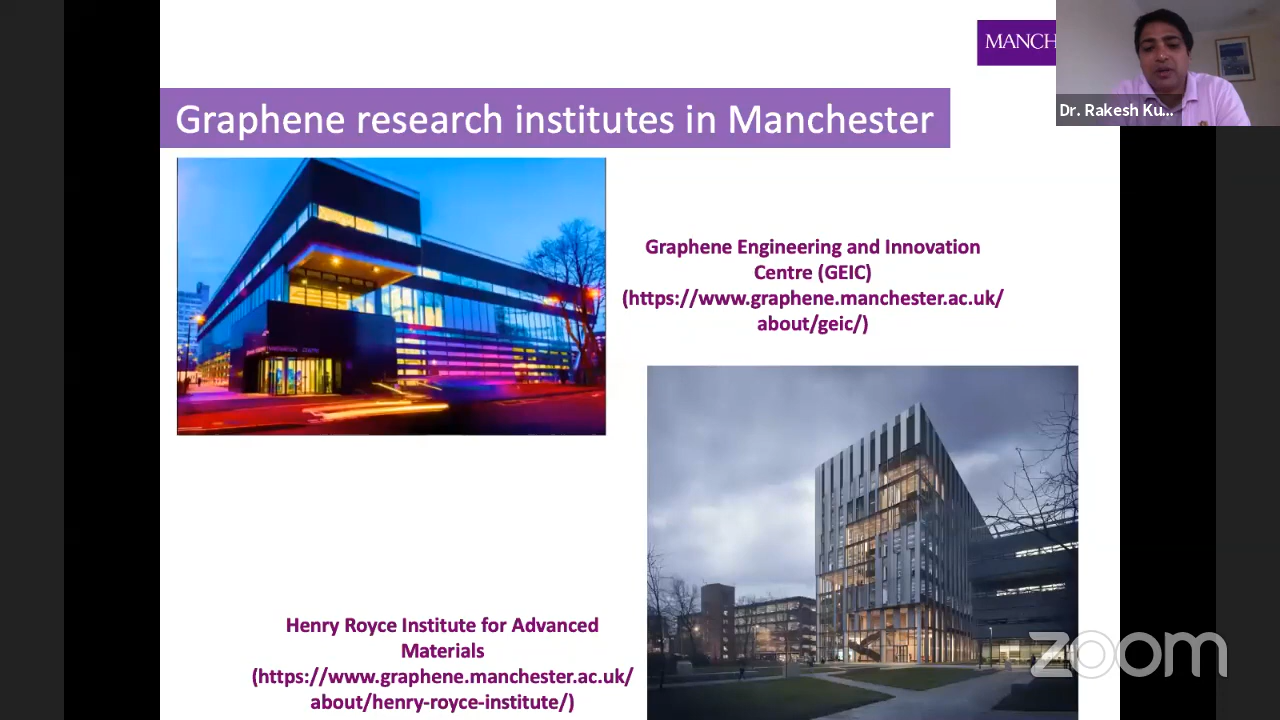 MANCH
Graphene research institutes in Manchester
Dr. Rakesh Ku...
Graphene Engineering and Innovation
Centre (GEIC)
(https://www.graphene.manchester.ac.uk/
about/geic/)
Henry Royce Institute for Advanced
Materials
(https://www.graphene.manchester.ac.uk/
about/henry-royce-institute/)
zoom